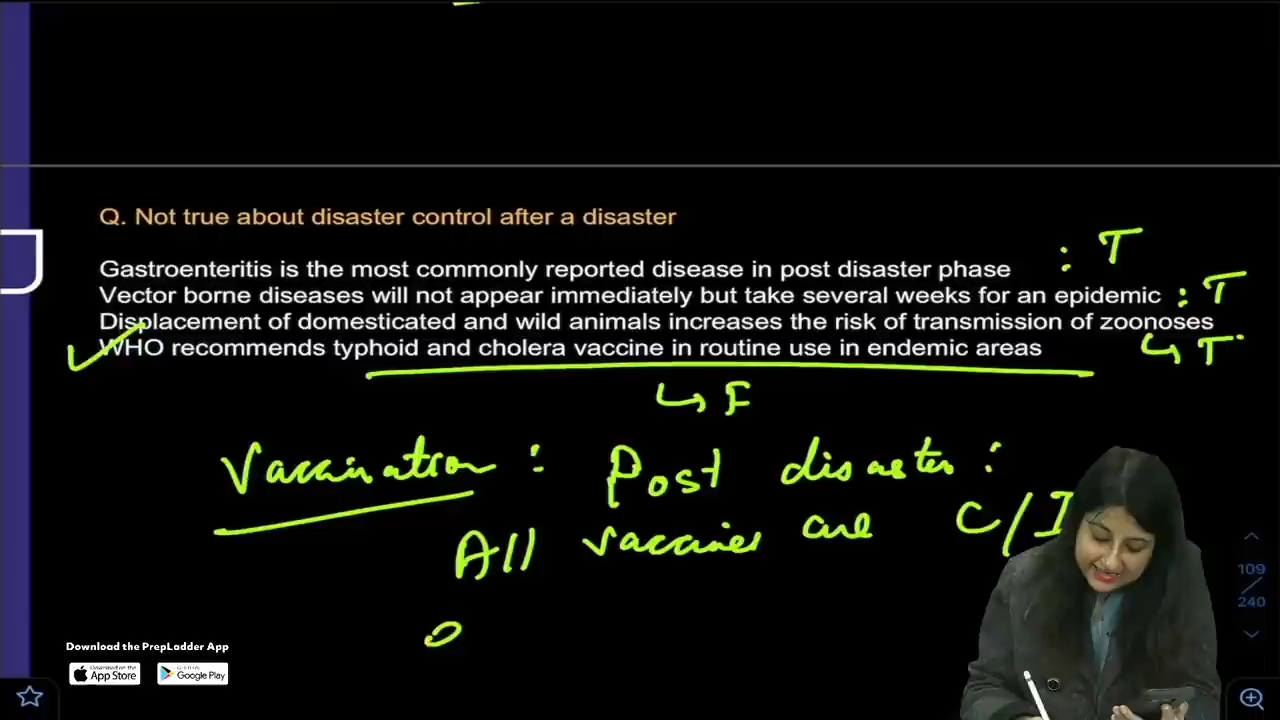 Q. Not true about disaster control after a disaster
Gastroenteritis is the most commonly reported disease in post disaster phase : T
Vector borne diseases will not appear immediately but take several weeks for an epidemic : T
Displacement of domesticated and wild animals increases the risk of transmission of zoonoses
WHO recommends typhoid and cholera vaccine in routine use in endemic areas ↳ T
↳ F
Vaccination : Post disaster :
All vaccines are C/I
109
240
Download the PrepLadder App
App Store
Google Play